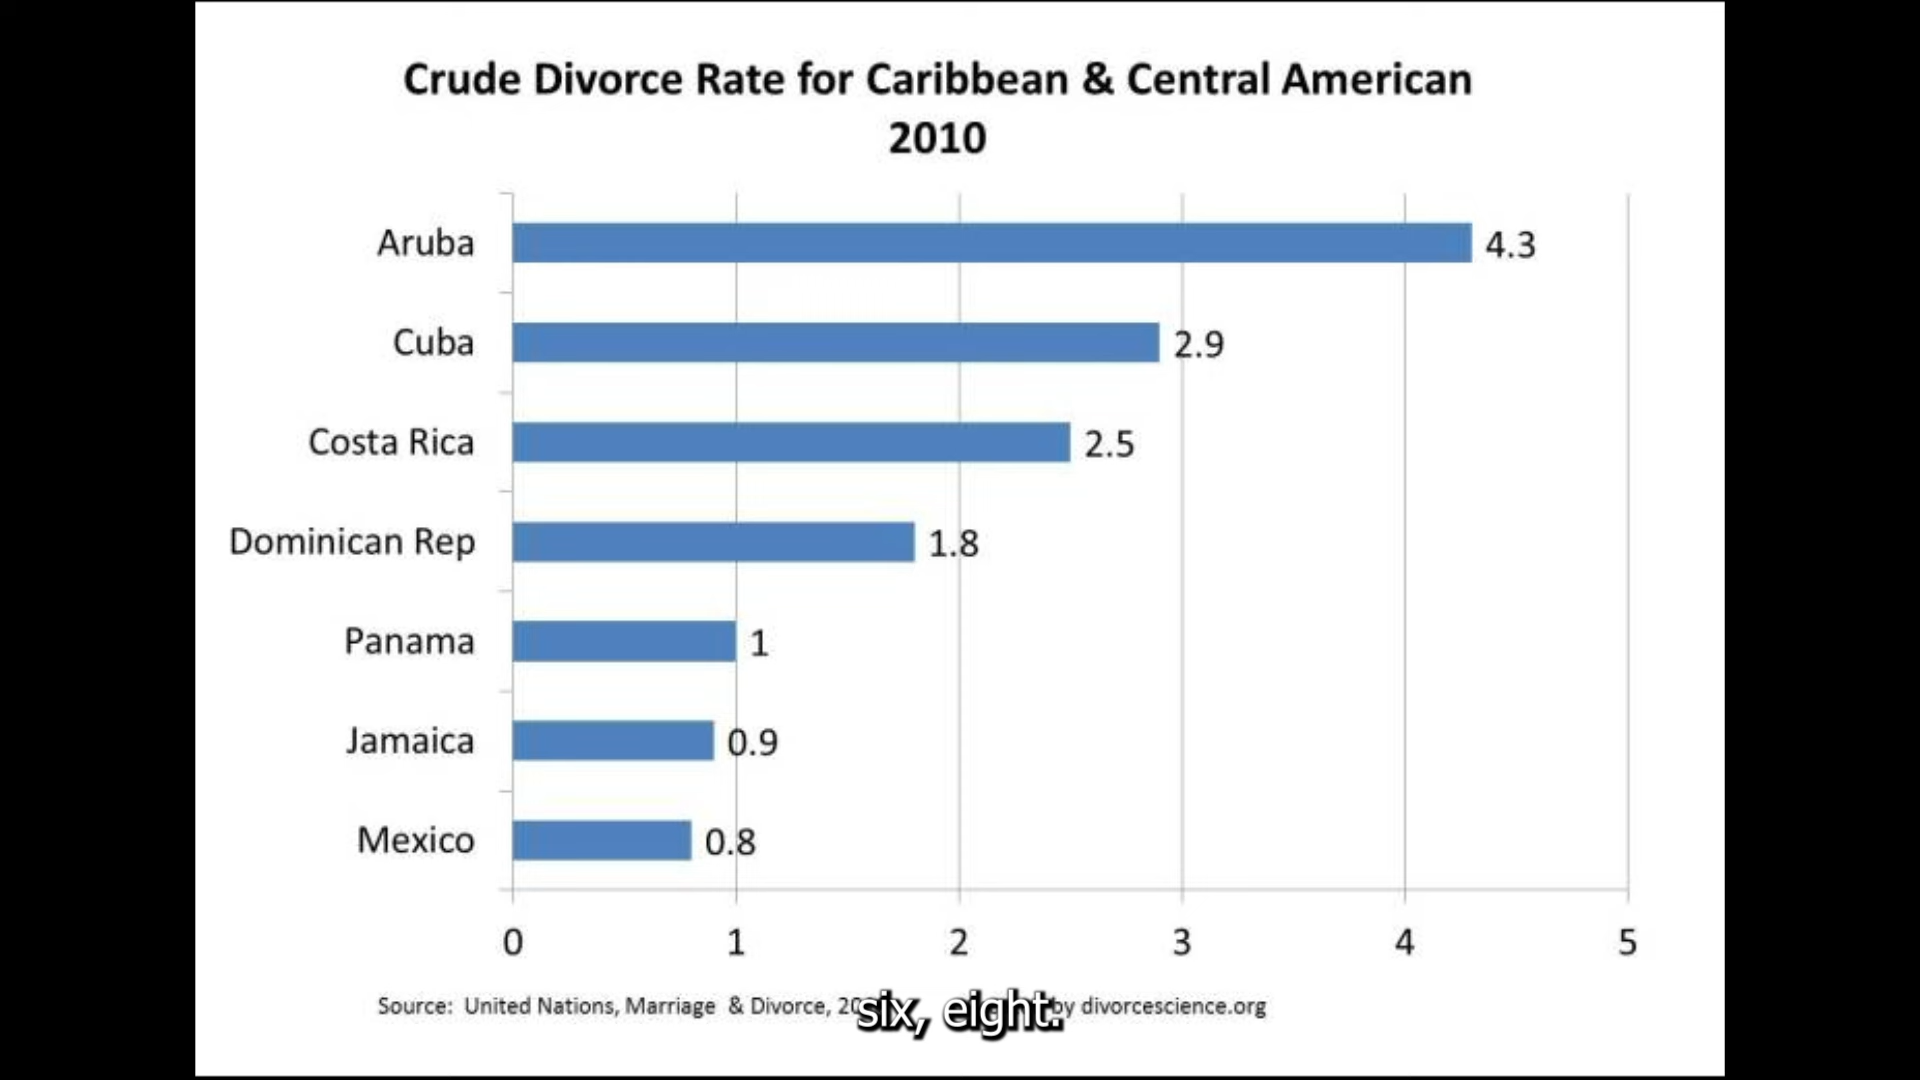 Crude Divorce Rate for Caribbean & Central American
2010
Aruba 4.3
Cuba 2.9
Costa Rica 2.5
Dominican Rep 1.8
Panama 1
Jamaica 0.9
Mexico 0.8
0 1 2 3 4 5
Source: United Nations, Marriage & Divorce, by divorcescience.org
six, eight.